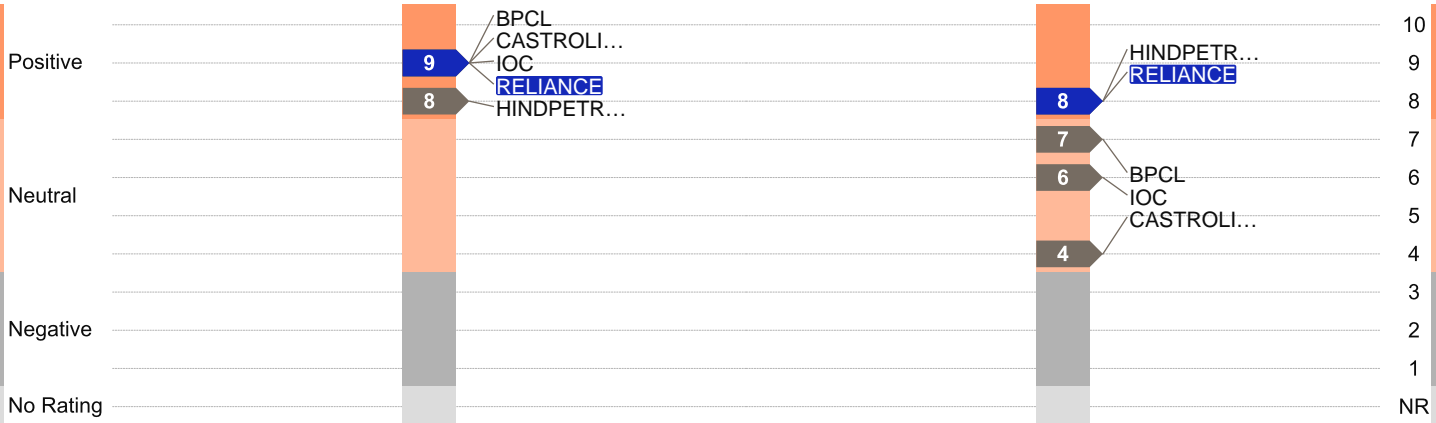 Positive
Neutral
Negative
No Rating
9
8
BPCL
CASTROLI...
IOC
RELIANCE
HINDPETR...
8
7
6
4
HINDPETR...
RELIANCE
BPCL
IOC
CASTROLI...
10
9
8
7
6
5
4
3
2
1
NR